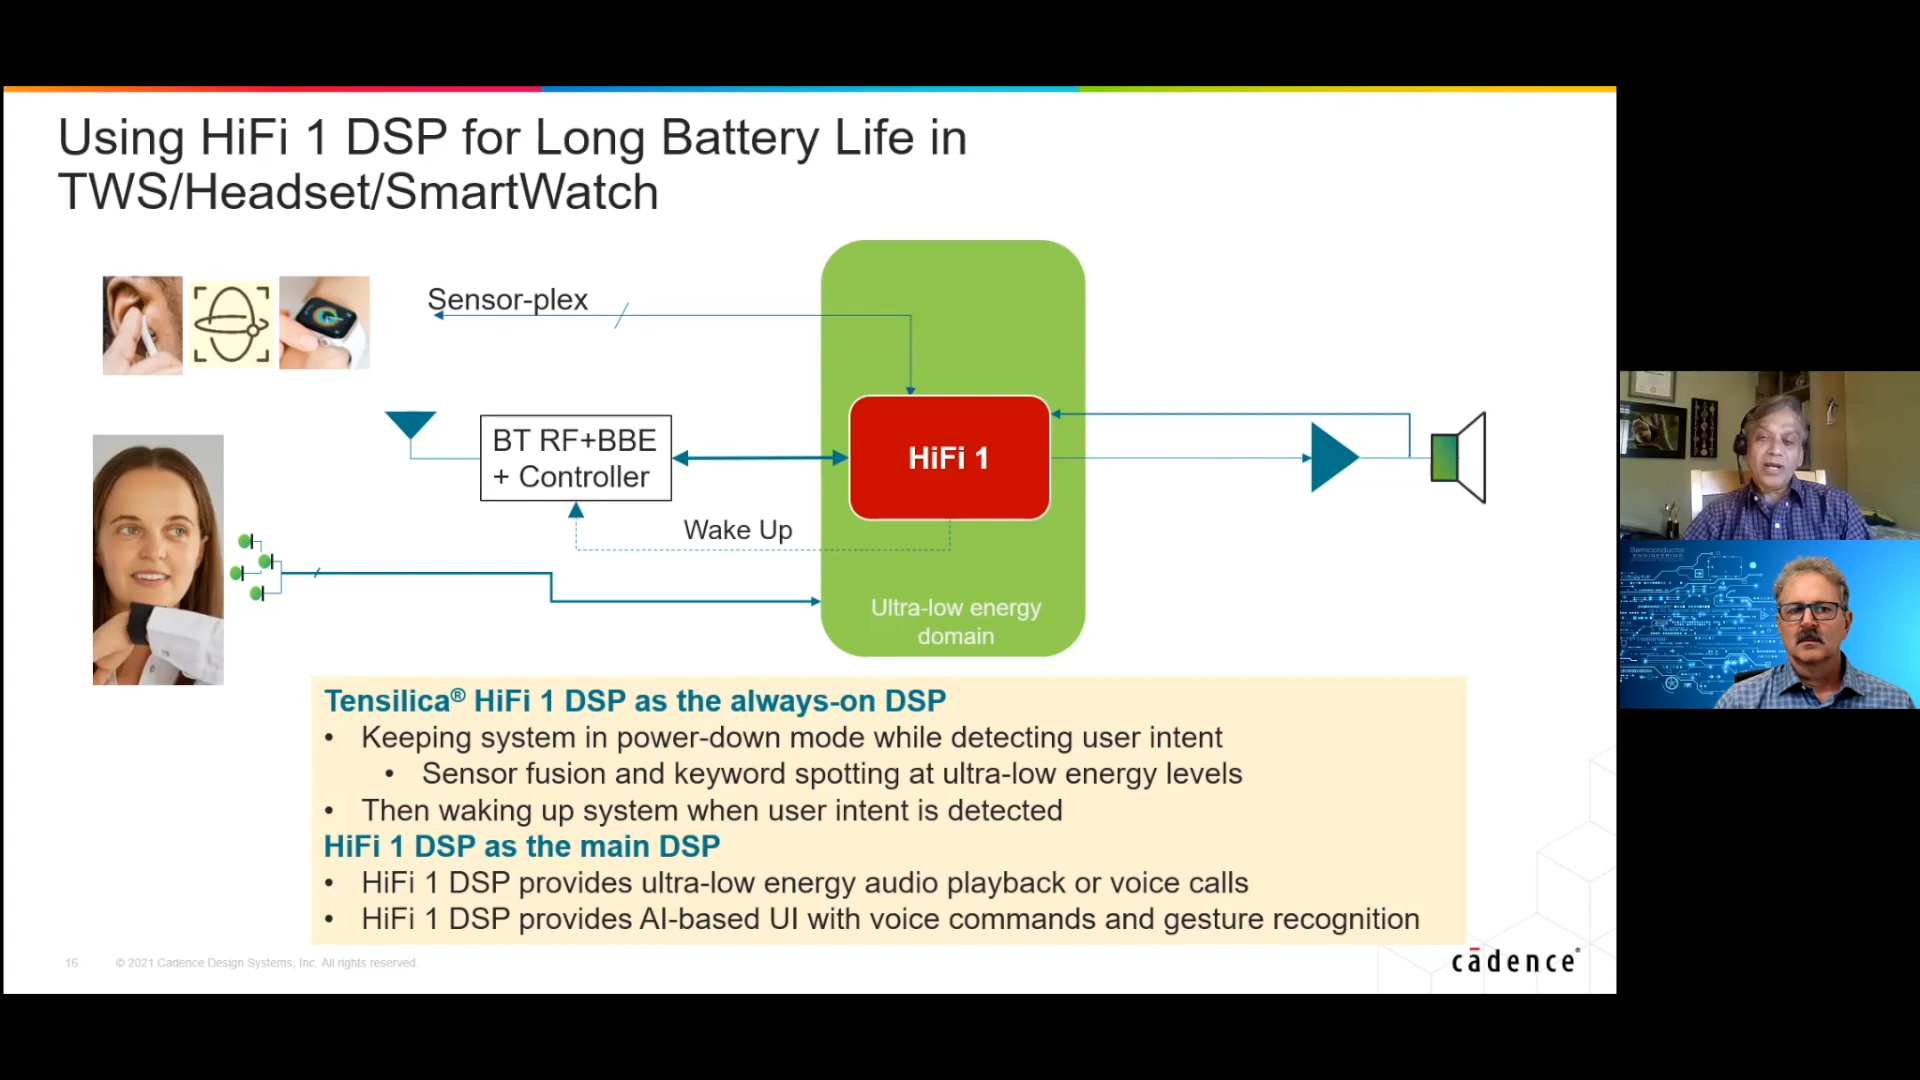 Using HiFi 1 DSP for Long Battery Life in
TWS/Headset/SmartWatch
Sensor-plex
BT RF+BBE
+ Controller
HiFi 1
Wake Up
Ultra-low energy
domain
Tensilica® HiFi 1 DSP as the always-on DSP
• Keeping system in power-down mode while detecting user intent
• Sensor fusion and keyword spotting at ultra-low energy levels
• Then waking up system when user intent is detected
HiFi 1 DSP as the main DSP
• HiFi 1 DSP provides ultra-low energy audio playback or voice calls
• HiFi 1 DSP provides AI-based UI with voice commands and gesture recognition
16
© 2021 Cadence Design Systems, Inc. All rights reserved.
cādence®
Semiconductor
ENGINEERING